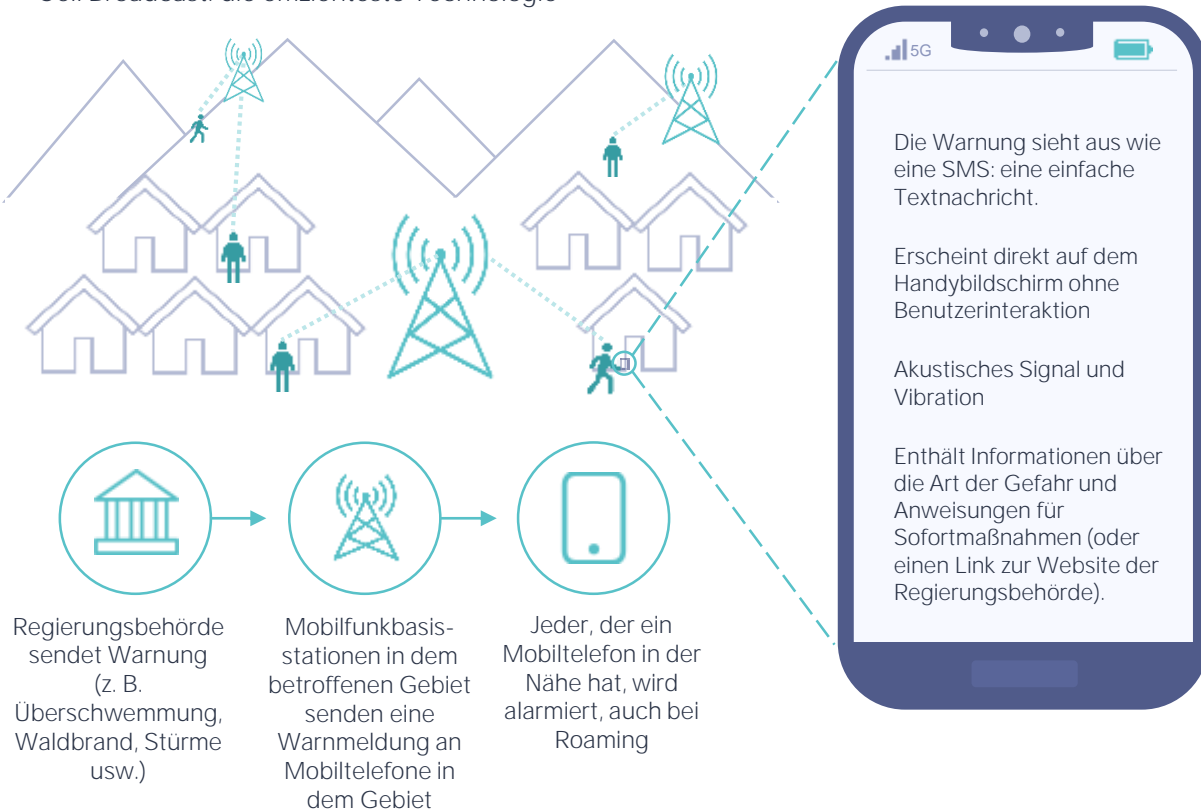 5G
Die Warnung sieht aus wie
eine SMS: eine einfache
Textnachricht.
Erscheint direkt auf dem
Handybildschirm ohne
Benutzerinteraktion
Akustisches Signal und
Vibration
Enthält Informationen über
die Art der Gefahr und
Anweisungen für
Sofortmaßnahmen (oder
einen Link zur Website der
Regierungsbehörde).
Regierungsbehörde
sendet Warnung
(z. B.
Überschwemmung,
Waldbrand, Stürme
usw.)
Mobilfunkbasis-
stationen in dem
betroffenen Gebiet
senden eine
Warnmeldung an
Mobiltelefone in
dem Gebiet
Jeder, der ein
Mobiltelefon in der
Nähe hat, wird
alarmiert, auch bei
Roaming